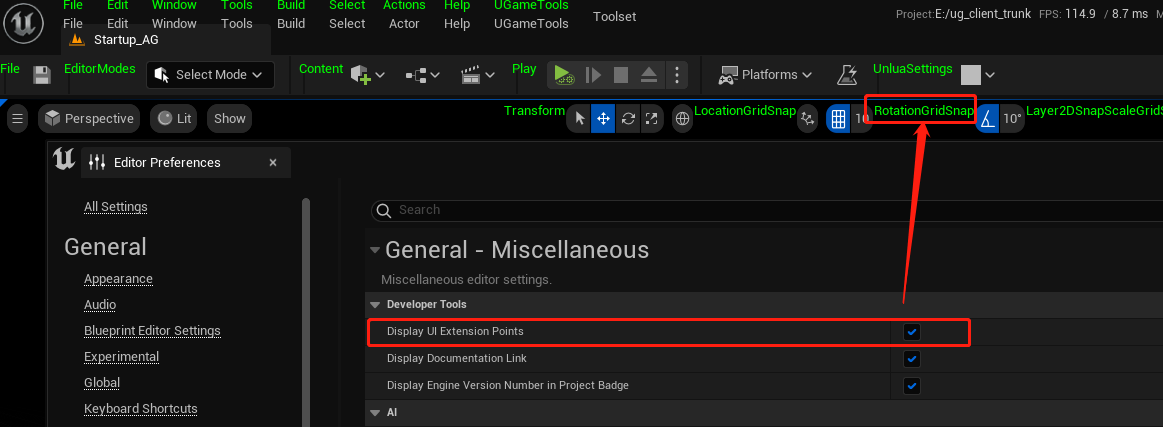 File Edit Window Tools Build Select Actions Help UGameTools
File Edit Window Tools Build Select Actor Help UGameTools Toolset
Project:E:/ug_client_trunk FPS: 114.9 / 8.7 ms
Startup_AG
File EditorModes Select Mode Content Play Platforms UnluaSettings
Perspective Lit Show Transform LocationGridSnap 10 RotationGridSnap 10° Layer2DSnapScaleGridS
Editor Preferences
All Settings
General
Appearance
Audio
Blueprint Editor Settings
Experimental
Global
Keyboard Shortcuts
Search
General - Miscellaneous
Miscellaneous editor settings.
Developer Tools
Display UI Extension Points
Display Documentation Link
Display Engine Version Number in Project Badge
AI